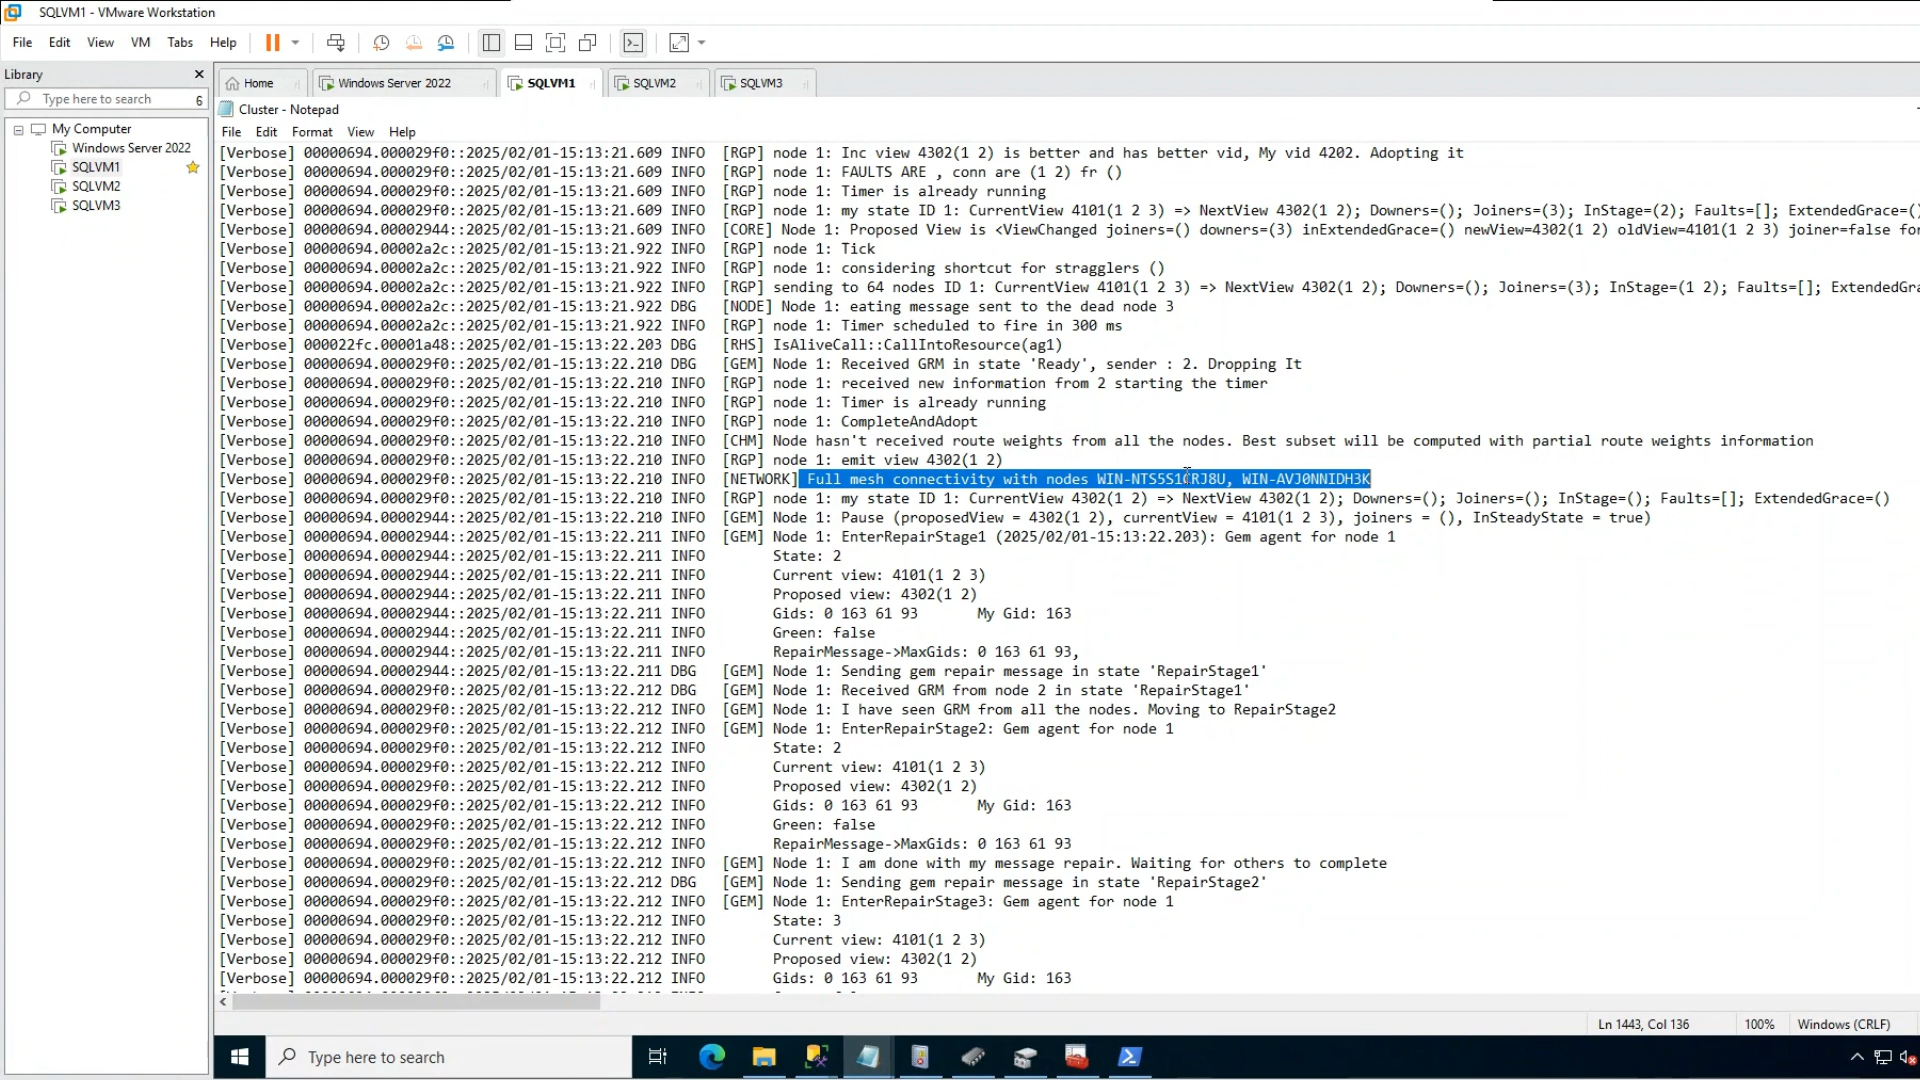 SQLVM1 - VMware Workstation
File Edit View VM Tabs Help
Library
Type here to search 6
My Computer
Windows Server 2022
SQLVM1
SQLVM2
SQLVM3
Home Windows Server 2022 SQLVM1 SQLVM2 SQLVM3
Cluster - Notepad
File Edit Format View Help
[Verbose] 00000694.000029f0::2025/02/01-15:13:21.609 INFO [RGP] node 1: Inc view 4302(1 2) is better and has better vid, My vid 4202. Adopting it
[Verbose] 00000694.000029f0::2025/02/01-15:13:21.609 INFO [RGP] node 1: FAULTS ARE , conn are (1 2) fr ()
[Verbose] 00000694.000029f0::2025/02/01-15:13:21.609 INFO [RGP] node 1: Timer is already running
[Verbose] 00000694.000029f0::2025/02/01-15:13:21.609 INFO [RGP] node 1: my state ID 1: CurrentView 4101(1 2 3) => NextView 4302(1 2); Downers=(); Joiners=(3); InStage=(2); Faults=[]; ExtendedGrace=()
[Verbose] 00000694.00002944::2025/02/01-15:13:21.609 INFO [CORE] Node 1: Proposed View is <ViewChanged joiners=() downers=(3) inExtendedGrace=() newView=4302(1 2) oldView=4101(1 2 3) joiner=false for
[Verbose] 00000694.00002a2c::2025/02/01-15:13:21.922 INFO [RGP] node 1: Tick
[Verbose] 00000694.00002a2c::2025/02/01-15:13:21.922 INFO [RGP] node 1: considering shortcut for stragglers ()
[Verbose] 00000694.00002a2c::2025/02/01-15:13:21.922 INFO [RGP] sending to 64 nodes ID 1: CurrentView 4101(1 2 3) => NextView 4302(1 2); Downers=(); Joiners=(3); InStage=(1 2); Faults=[]; ExtendedGra
[Verbose] 00000694.00002a2c::2025/02/01-15:13:21.922 DBG [NODE] Node 1: eating message sent to the dead node 3
[Verbose] 00000694.00002a2c::2025/02/01-15:13:21.922 INFO [RGP] node 1: Timer scheduled to fire in 300 ms
[Verbose] 000022fc.00001a48::2025/02/01-15:13:22.203 DBG [RHS] IsAliveCall::CallIntoResource(ag1)
[Verbose] 00000694.000029f0::2025/02/01-15:13:22.210 DBG [GEM] Node 1: Received GRM in state 'Ready', sender : 2. Dropping It
[Verbose] 00000694.000029f0::2025/02/01-15:13:22.210 INFO [RGP] node 1: received new information from 2 starting the timer
[Verbose] 00000694.000029f0::2025/02/01-15:13:22.210 INFO [RGP] node 1: Timer is already running
[Verbose] 00000694.000029f0::2025/02/01-15:13:22.210 INFO [RGP] node 1: CompleteAndAdopt
[Verbose] 00000694.000029f0::2025/02/01-15:13:22.210 INFO [CHM] Node hasn't received route weights from all the nodes. Best subset will be computed with partial route weights information
[Verbose] 00000694.000029f0::2025/02/01-15:13:22.210 INFO [RGP] node 1: emit view 4302(1 2)
[Verbose] 00000694.000029f0::2025/02/01-15:13:22.210 INFO [NETWORK] Full mesh connectivity with nodes WIN-AVJ0NNIDH3K
[Verbose] 00000694.000029f0::2025/02/01-15:13:22.210 INFO [RGP] node 1: my state ID 1: CurrentView 4302(1 2) => NextView 4302(1 2); Downers=(); Joiners=(); InStage=(); Faults=[]; ExtendedGrace=()
[Verbose] 00000694.00002944::2025/02/01-15:13:22.210 INFO [GEM] Node 1: Pause (proposedView = 4302(1 2), currentView = 4101(1 2 3), joiners = (), InSteadyState = true)
[Verbose] 00000694.00002944::2025/02/01-15:13:22.211 INFO [GEM] Node 1: EnterRepairStage1 (2025/02/01-15:13:22.203): Gem agent for node 1
[Verbose] 00000694.00002944::2025/02/01-15:13:22.211 INFO State: 2
[Verbose] 00000694.00002944::2025/02/01-15:13:22.211 INFO Current view: 4101(1 2 3)
[Verbose] 00000694.00002944::2025/02/01-15:13:22.211 INFO Proposed view: 4302(1 2)
[Verbose] 00000694.00002944::2025/02/01-15:13:22.211 INFO Gids: 0 163 61 93 My Gid: 163
[Verbose] 00000694.00002944::2025/02/01-15:13:22.211 INFO Green: false
[Verbose] 00000694.00002944::2025/02/01-15:13:22.211 INFO RepairMessage->MaxGids: 0 163 61 93,
[Verbose] 00000694.00002944::2025/02/01-15:13:22.211 DBG [GEM] Node 1: Sending gem repair message in state 'RepairStage1'
[Verbose] 00000694.000029f0::2025/02/01-15:13:22.212 DBG [GEM] Node 1: Received GRM from node 2 in state 'RepairStage1'
[Verbose] 00000694.000029f0::2025/02/01-15:13:22.212 INFO [GEM] Node 1: I have seen GRM from all the nodes. Moving to RepairStage2
[Verbose] 00000694.000029f0::2025/02/01-15:13:22.212 INFO [GEM] Node 1: EnterRepairStage2: Gem agent for node 1
[Verbose] 00000694.000029f0::2025/02/01-15:13:22.212 INFO State: 2
[Verbose] 00000694.000029f0::2025/02/01-15:13:22.212 INFO Current view: 4101(1 2 3)
[Verbose] 00000694.000029f0::2025/02/01-15:13:22.212 INFO Proposed view: 4302(1 2)
[Verbose] 00000694.000029f0::2025/02/01-15:13:22.212 INFO Gids: 0 163 61 93 My Gid: 163
[Verbose] 00000694.000029f0::2025/02/01-15:13:22.212 INFO Green: false
[Verbose] 00000694.000029f0::2025/02/01-15:13:22.212 INFO RepairMessage->MaxGids: 0 163 61 93
[Verbose] 00000694.000029f0::2025/02/01-15:13:22.212 INFO [GEM] Node 1: I am done with my message repair. Waiting for others to complete
[Verbose] 00000694.000029f0::2025/02/01-15:13:22.212 DBG [GEM] Node 1: Sending gem repair message in state 'RepairStage2'
[Verbose] 00000694.000029f0::2025/02/01-15:13:22.212 INFO [GEM] Node 1: EnterRepairStage3: Gem agent for node 1
[Verbose] 00000694.000029f0::2025/02/01-15:13:22.212 INFO State: 3
[Verbose] 00000694.000029f0::2025/02/01-15:13:22.212 INFO Current view: 4101(1 2 3)
[Verbose] 00000694.000029f0::2025/02/01-15:13:22.212 INFO Proposed view: 4302(1 2)
[Verbose] 00000694.000029f0::2025/02/01-15:13:22.212 INFO Gids: 0 163 61 93 My Gid: 163
Ln 1443, Col 136 100% Windows (CRLF)
Type here to search